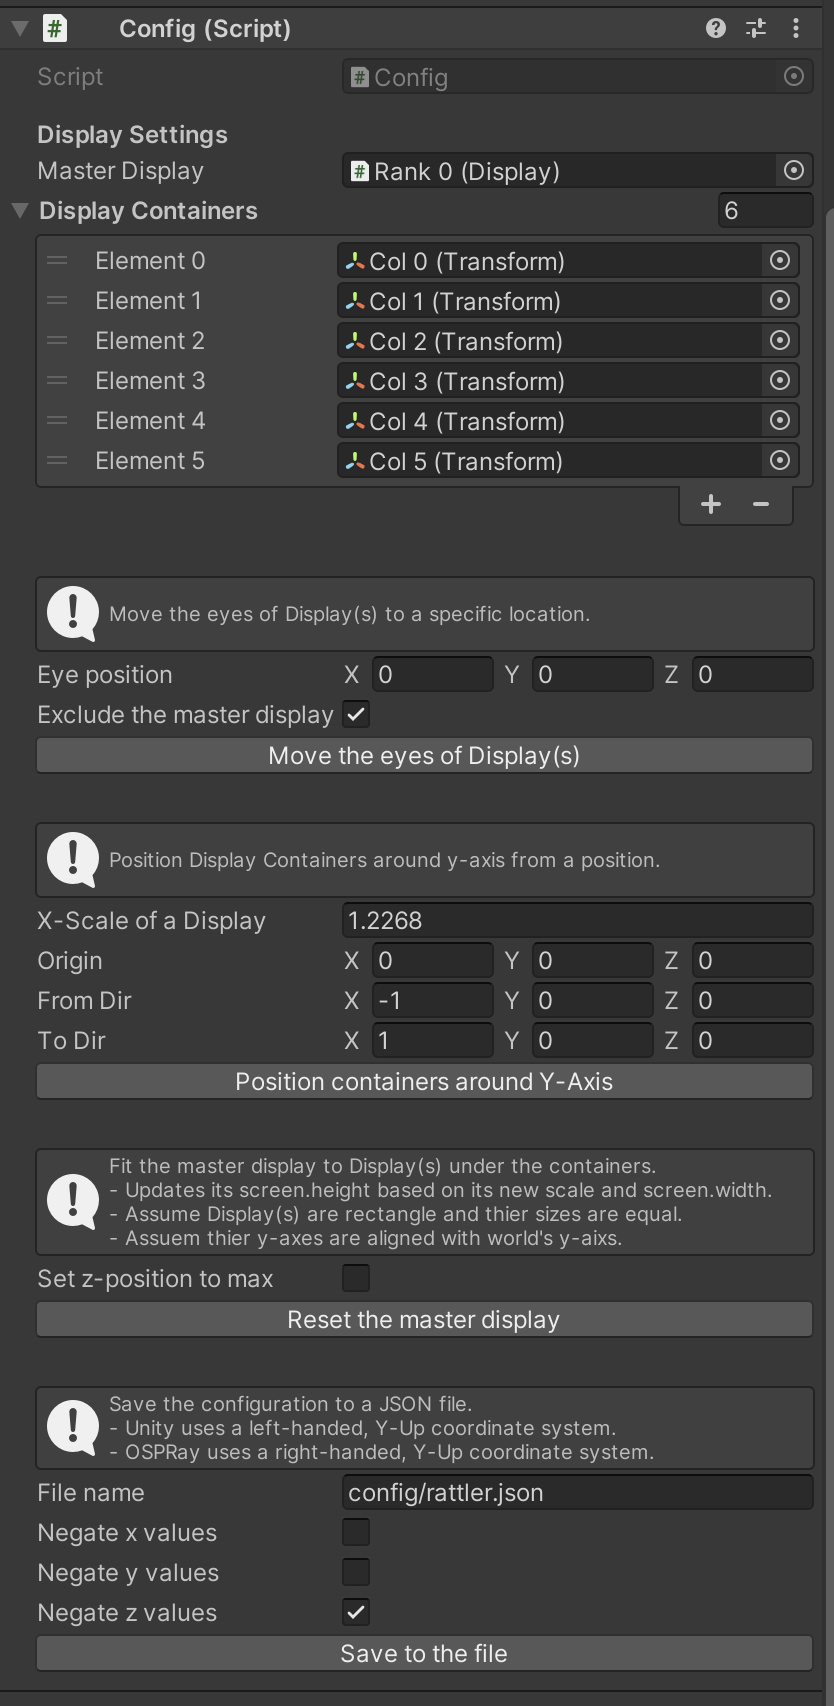 Config (Script)
Script # Config
Display Settings
Master Display # Rank 0 (Display)
Display Containers 6
Element 0 Col 0 (Transform)
Element 1 Col 1 (Transform)
Element 2 Col 2 (Transform)
Element 3 Col 3 (Transform)
Element 4 Col 4 (Transform)
Element 5 Col 5 (Transform)
+ −
Move the eyes of Display(s) to a specific location.
Eye position X 0 Y 0 Z 0
Exclude the master display
Move the eyes of Display(s)
Position Display Containers around y-axis from a position.
X-Scale of a Display 1.2268
Origin X 0 Y 0 Z 0
From Dir X -1 Y 0 Z 0
To Dir X 1 Y 0 Z 0
Position containers around Y-Axis
Fit the master display to Display(s) under the containers.
- Updates its screen.height based on its new scale and screen.width.
- Assume Display(s) are rectangle and thier sizes are equal.
- Assuem thier y-axes are aligned with world's y-aixs.
Set z-position to max
Reset the master display
Save the configuration to a JSON file.
- Unity uses a left-handed, Y-Up coordinate system.
- OSPRay uses a right-handed, Y-Up coordinate system.
File name config/rattler.json
Negate x values
Negate y values
Negate z values
Save to the file